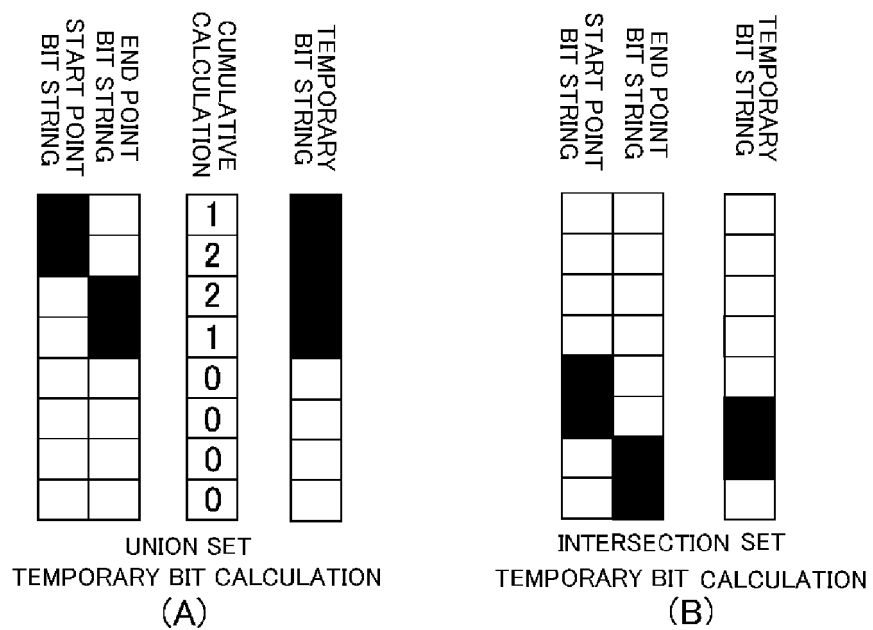 START POINT
BIT STRING
END POINT
BIT STRING
CUMULATIVE
CALCULATION
TEMPORARY
BIT STRING
1
2
2
1
0
0
0
0
UNION SET
TEMPORARY BIT CALCULATION
(A)
START POINT
BIT STRING
END POINT
BIT STRING
TEMPORARY
BIT STRING
INTERSECTION SET
TEMPORARY BIT CALCULATION
(B)